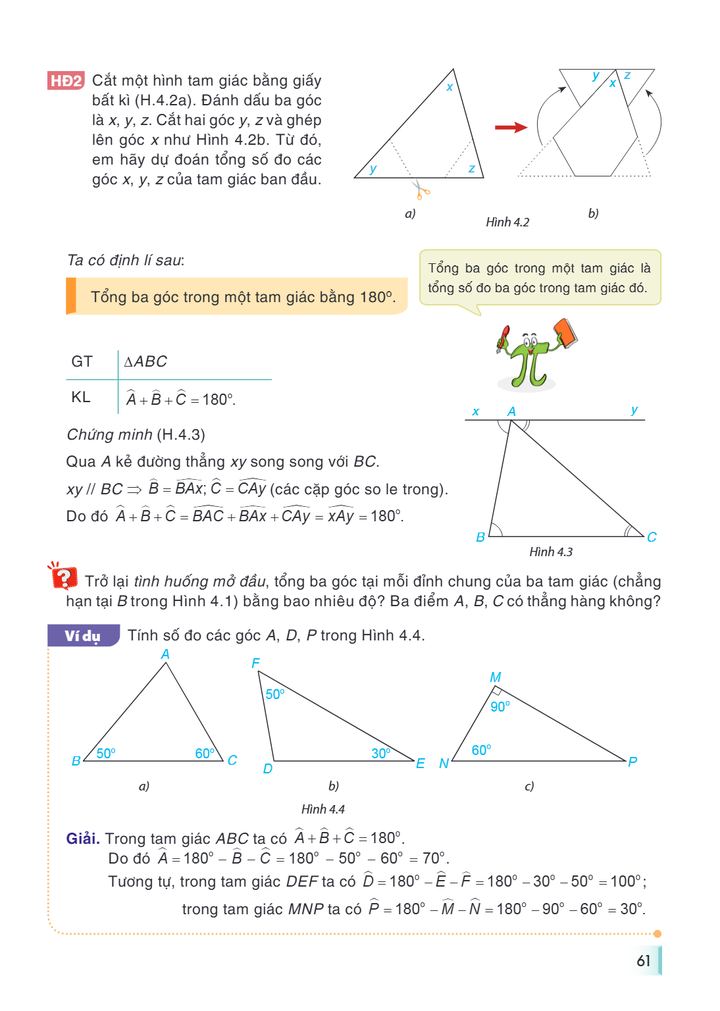 HĐ2 Cắt một hình tam giác bằng giấy
bất kì (H.4.2a). Đánh dấu ba góc
là x, y, z. Cắt hai góc y, z và ghép
lên góc x như Hình 4.2b. Từ đó,
em hãy dự đoán tổng số đo các
góc x, y, z của tam giác ban đầu.
x
y
z
a)
y x z
b)
Hình 4.2
Ta có định lí sau:
Tổng ba góc trong một tam giác bằng 180°.
Tổng ba góc trong một tam giác là
tổng số đo ba góc trong tam giác đó.
GT ΔABC
KL Â + B̂ + Ĉ = 180°.
Chứng minh (H.4.3)
Qua A kẻ đường thẳng xy song song với BC.
xy // BC ⇒ B̂ = B͡Ax; Ĉ = C͡Ay (các cặp góc so le trong).
Do đó Â + B̂ + Ĉ = B͡AC + B͡Ax + C͡Ay = x͡Ay = 180°.
π
x A y
B C
Hình 4.3
? Trở lại tình huống mở đầu, tổng ba góc tại mỗi đỉnh chung của ba tam giác (chẳng
hạn tại B trong Hình 4.1) bằng bao nhiêu độ? Ba điểm A, B, C có thẳng hàng không?
Ví dụ Tính số đo các góc A, D, P trong Hình 4.4.
A
B 50° 60° C
a)
F
50°
D 30° E
b)
M
90°
N 60° P
c)
Hình 4.4
Giải. Trong tam giác ABC ta có Â + B̂ + Ĉ = 180°.
Do đó Â = 180° − B̂ − Ĉ = 180° − 50° − 60° = 70°.
Tương tự, trong tam giác DEF ta có D̂ = 180° − Ê − F̂ = 180° − 30° − 50° = 100°;
trong tam giác MNP ta có P̂ = 180° − M̂ − N̂ = 180° − 90° − 60° = 30°.
61